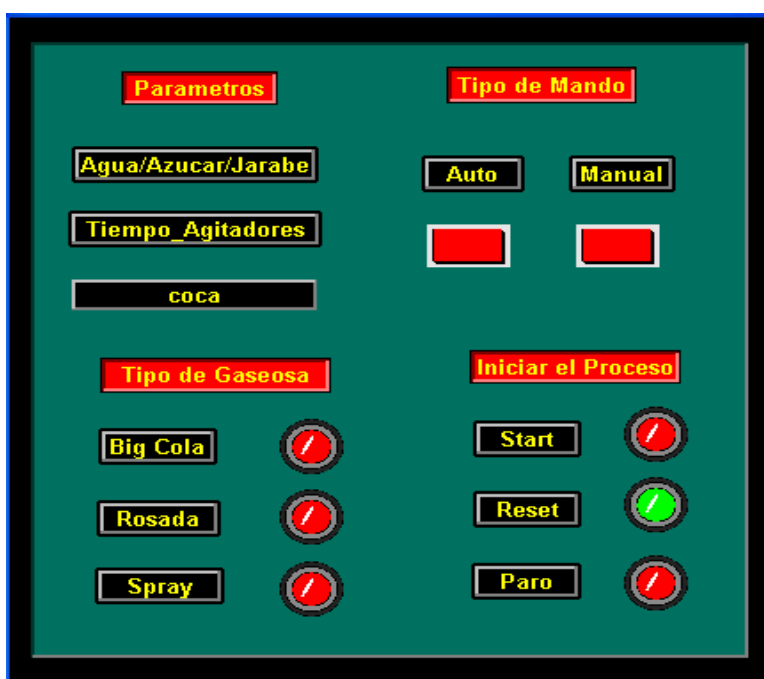 Parametros
Agua/Azucar/Jarabe
Tiempo_Agitadores
coca
Tipo de Mando
Auto
Manual
Tipo de Gaseosa
Big Cola
Rosada
Spray
Iniciar el Proceso
Start
Reset
Paro